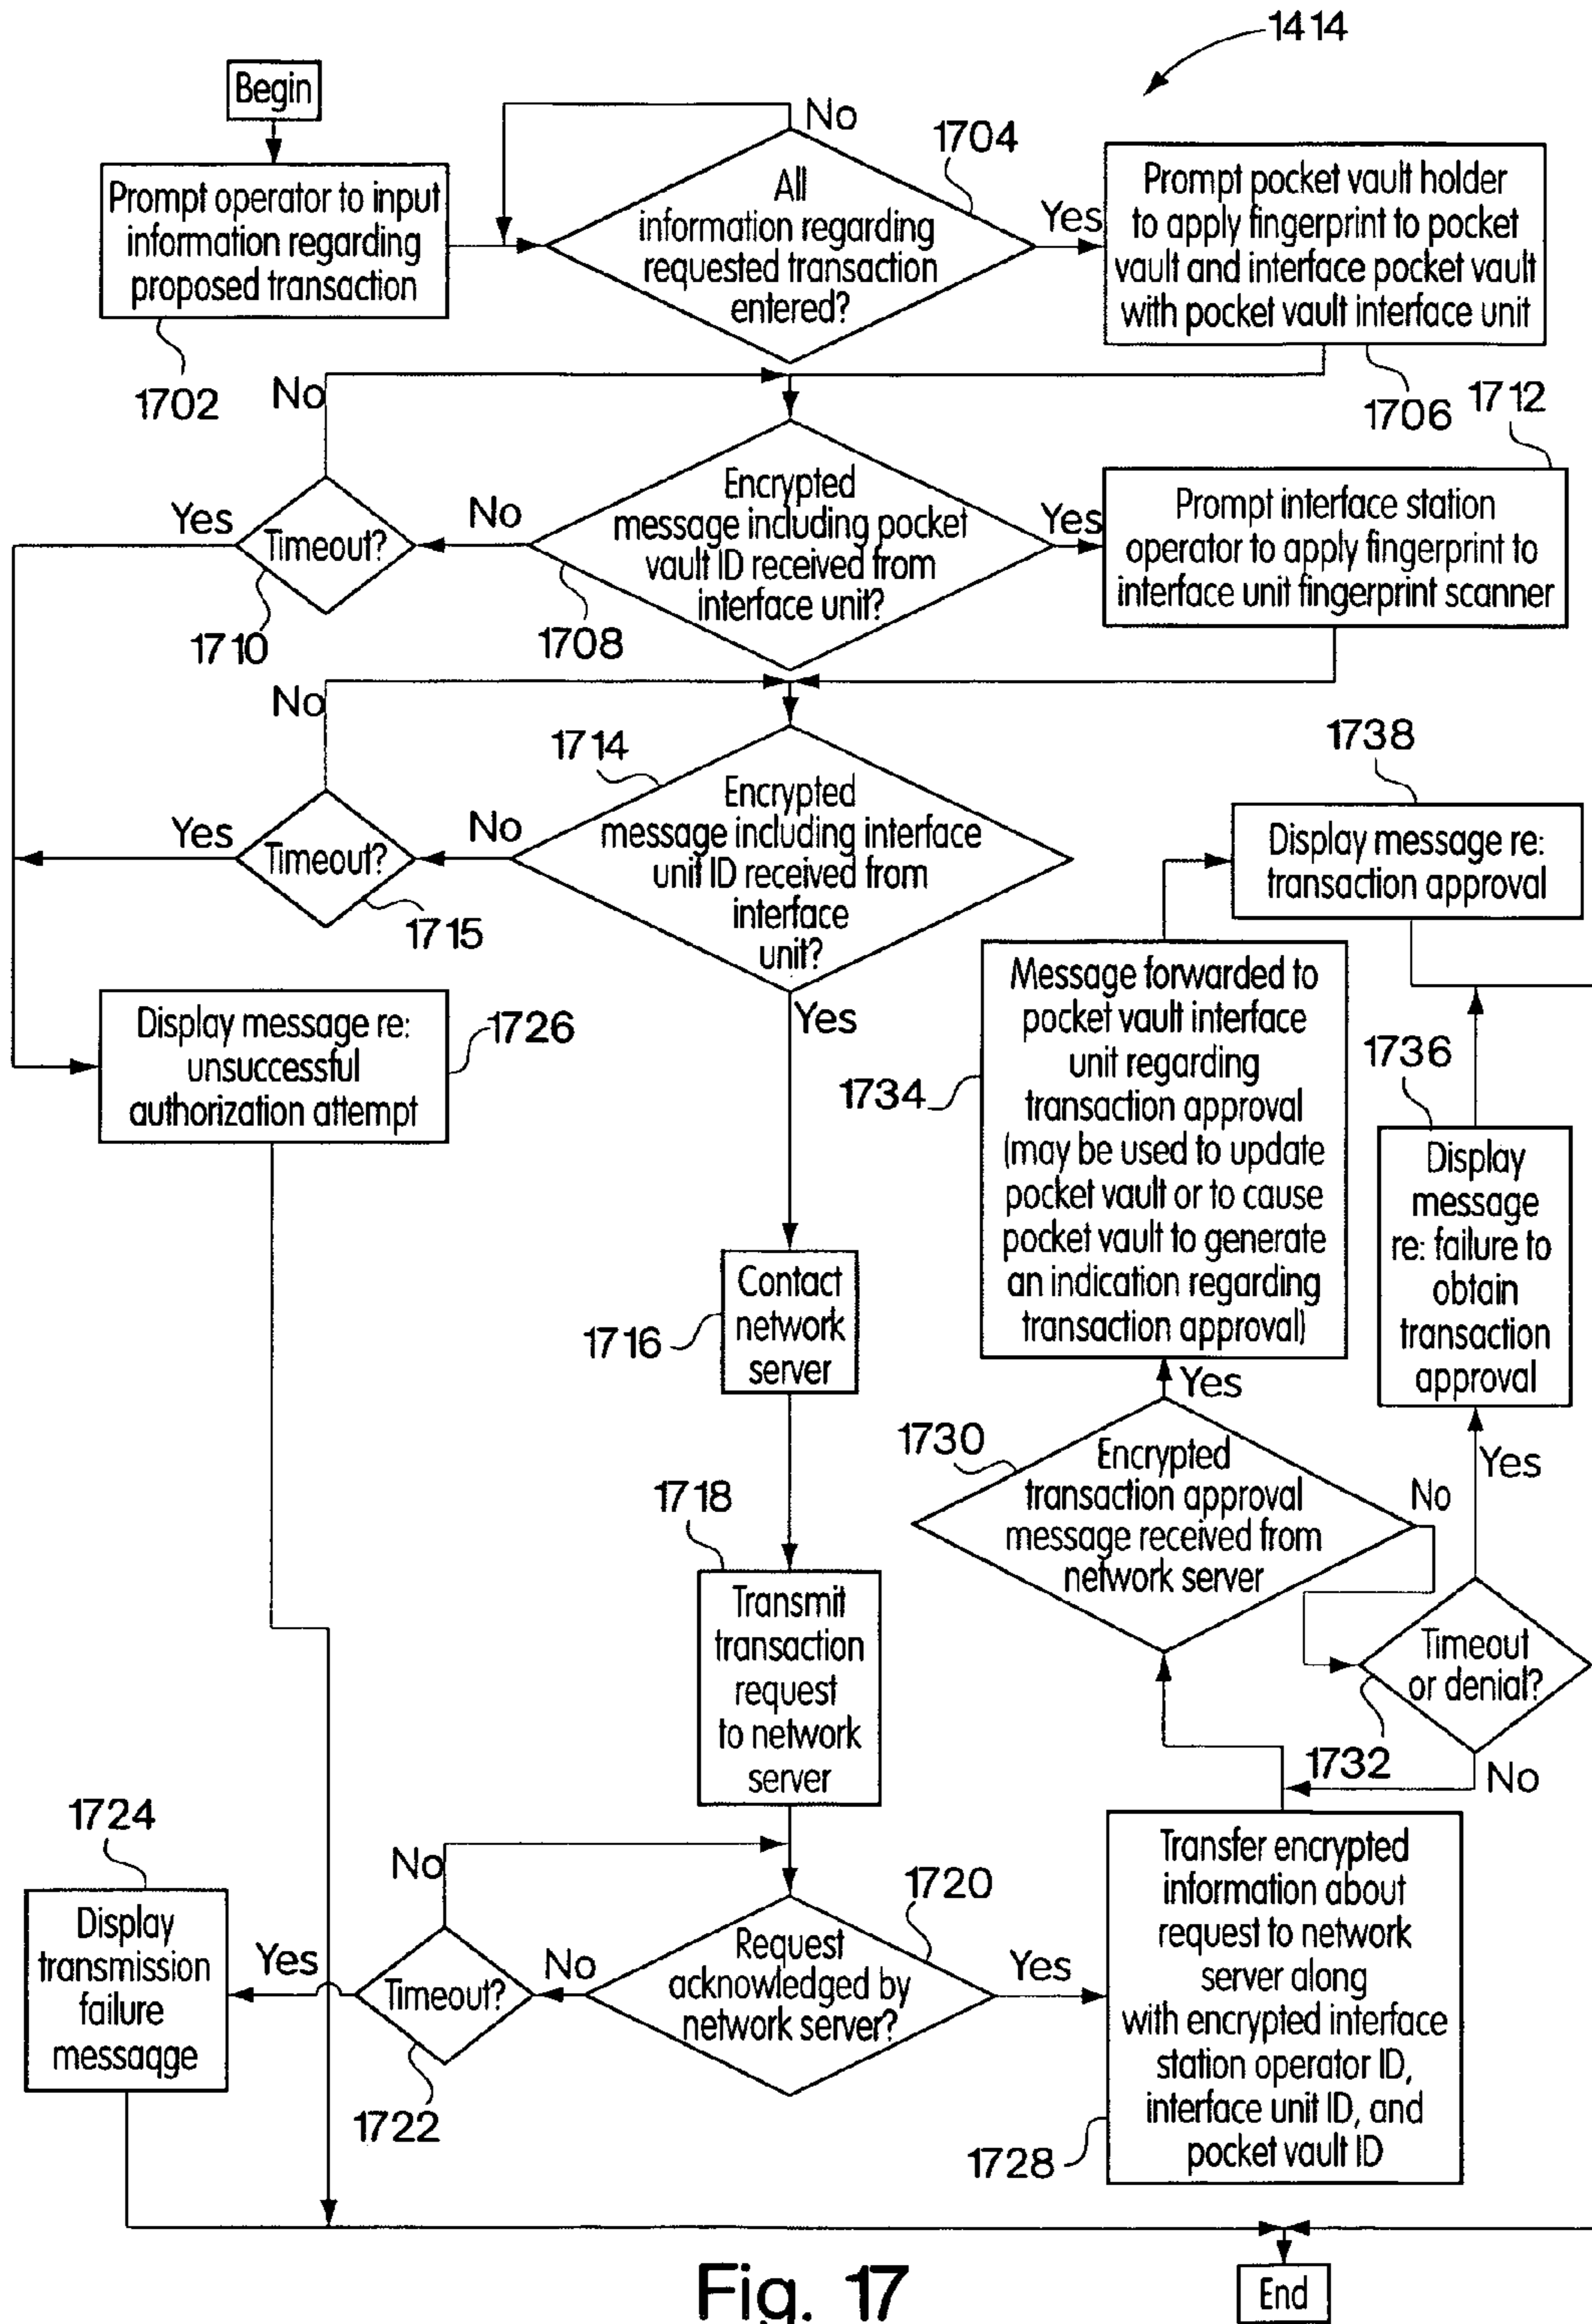 1414
Begin
No
1704
Prompt operator to input
information regarding
proposed transaction
1702
All
information regarding
requested transaction
entered?
Yes
Prompt pocket vault holder
to apply fingerprint to pocket
vault and interface pocket vault
with pocket vault interface unit
1706
No
1712
Yes
Timeout?
1710
No
Encrypted
message including pocket
vault ID received from
interface unit?
1708
Yes
Prompt interface station
operator to apply fingerprint to
interface unit fingerprint scanner
No
1714
Yes
Timeout?
1715
No
Encrypted
message including interface
unit ID received from
interface
unit?
Yes
1738
Display message re:
transaction approval
Display message re:
unsuccessful
authorization attempt
1726
Message forwarded to
pocket vault interface
unit regarding
transaction approval
(may be used to update
pocket vault or to cause
pocket vault to generate
an indication regarding
transaction approval)
1734
1736
Display
message
re: failure to
obtain
transaction
approval
Contact
network
server
1716
Yes
1730
Encrypted
transaction approval
message received from
network server
No
Yes
1718
Transmit
transaction
request
to network
server
Timeout
or denial?
1732
No
1724
Display
transmission
failure
messaqge
Yes
No
Timeout?
1722
No
1720
Request
acknowledged by
network server?
Yes
Transfer encrypted
information about
request to network
server along
with encrypted interface
station operator ID,
interface unit ID, and
pocket vault ID
1728
End
Fig. 17